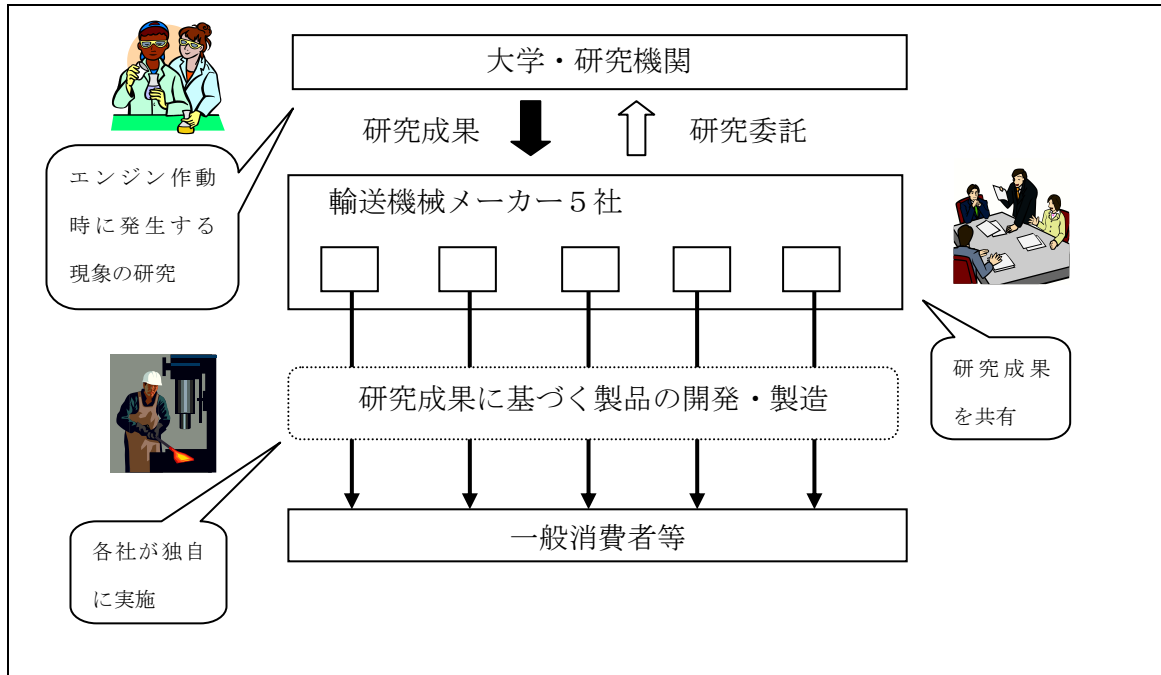 大学・研究機関
研究成果
研究委託
エンジン作動
時に発生する
現象の研究
輸送機械メーカー５社
研究成果
を共有
研究成果に基づく製品の開発・製造
各社が独自
に実施
一般消費者等